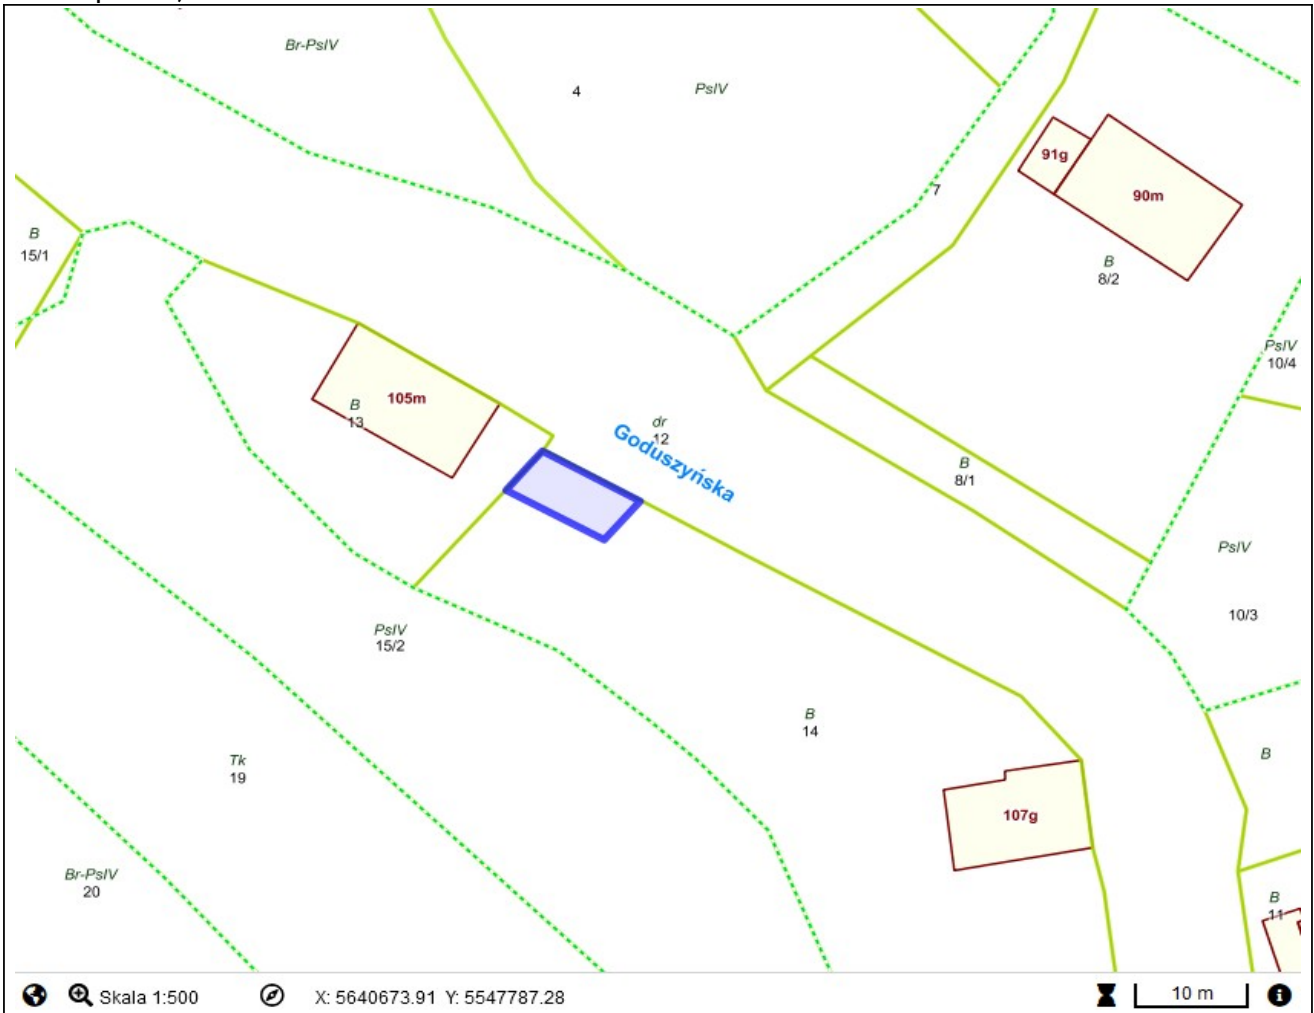 Br-PsIV
4
PsIV
7
91g
90m
B
15/1
B
8/2
PsIV
10/4
105m
B
13
dr
12
Goduszyńska
B
8/1
PsIV
10/3
PsIV
15/2
B
14
B
Tk
19
107g
Br-PsIV
20
B
11
Skala 1:500
X: 5640673.91 Y: 5547787.28
10 m